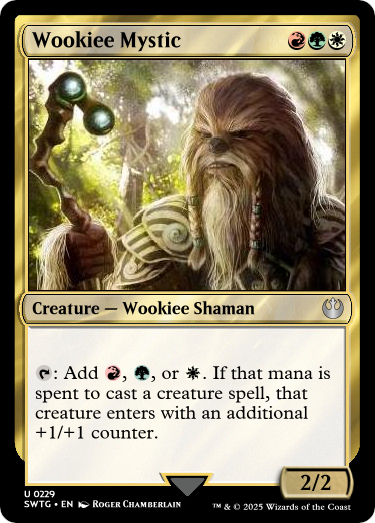 Wookiee Mystic
Creature — Wookiee Shaman
: Add , , or . If that mana is
spent to cast a creature spell, that
creature enters with an additional
+1/+1 counter.
2/2
U 0229
SWTG • EN Roger Chamberlain
™ & © 2025 Wizards of the Coast